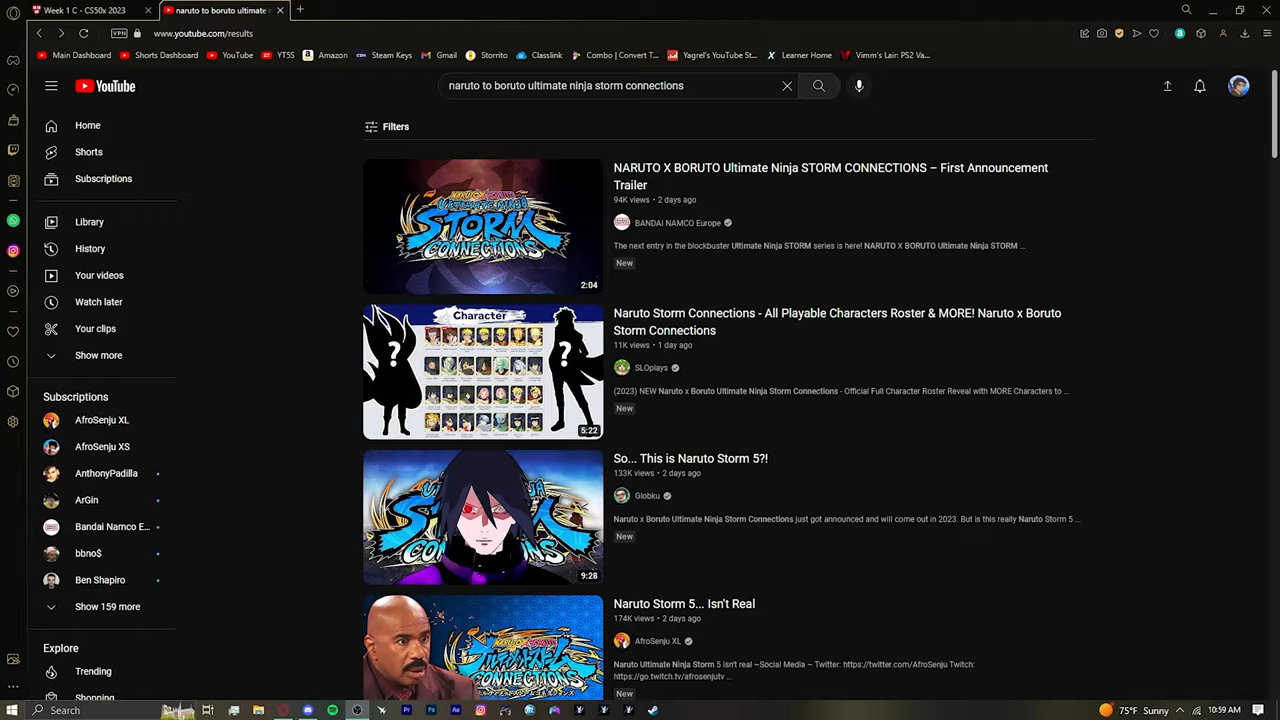 Week 1 C - CS50x 2023
naruto to boruto ultimate
VPN
www.youtube.com/results
Main Dashboard
Shorts Dashboard
YouTube
YT5S
Amazon
Steam Keys
Gmail
Storrito
Classlink
Combo | Convert T...
Yagrel's YouTube St...
Learner Home
Vimm's Lair: PS2 Va...
YouTube
naruto to boruto ultimate ninja storm connections
Home
Shorts
Subscriptions
Library
History
Your videos
Watch later
Your clips
Show more
Subscriptions
AfroSenju XL
AfroSenju XS
AnthonyPadilla
ArGin
Bandai Namco E...
bbno$
Ben Shapiro
Show 159 more
Explore
Trending
Shopping
Filters
STORM
CONNECTIONS
2:04
NARUTO X BORUTO Ultimate Ninja STORM CONNECTIONS – First Announcement
Trailer
94K views • 2 days ago
BANDAI NAMCO Europe
The next entry in the blockbuster Ultimate Ninja STORM series is here! NARUTO X BORUTO Ultimate Ninja STORM ...
New
Character
?
?
5:22
Naruto Storm Connections - All Playable Characters Roster & MORE! Naruto x Boruto
Storm Connections
11K views • 1 day ago
SLOplays
(2023) NEW Naruto x Boruto Ultimate Ninja Storm Connections - Official Full Character Roster Reveal with MORE Characters to ...
New
9:28
So... This is Naruto Storm 5?!
133K views • 2 days ago
Globku
Naruto x Boruto Ultimate Ninja Storm Connections just got announced and will come out in 2023. But is this really Naruto Storm 5 ...
New
CONNECTIONS
Naruto Storm 5... Isn't Real
174K views • 2 days ago
AfroSenju XL
Naruto Ultimate Ninja Storm 5 isn't real ~Social Media ~ Twitter: https://twitter.com/AfroSenju Twitch:
https://go.twitch.tv/afrosenjutv ...
New
Search
75°F Sunny
10:59 AM